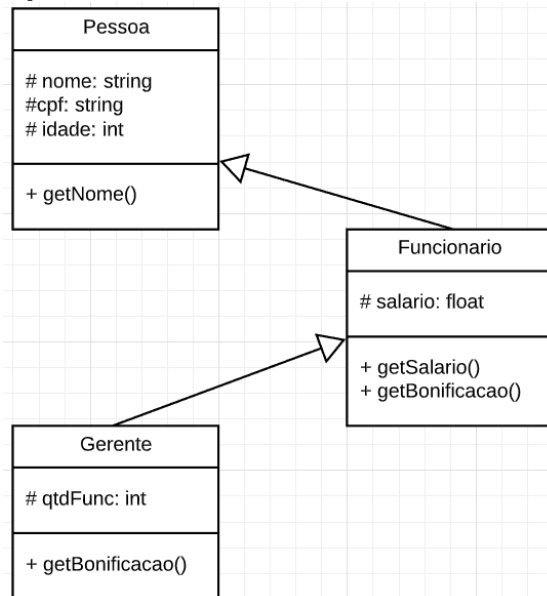 Pessoa
# nome: string
#cpf: string
# idade: int
+ getNome()
Funcionario
# salario: float
+ getSalario()
+ getBonificacao()
Gerente
# qtdFunc: int
+ getBonificacao()